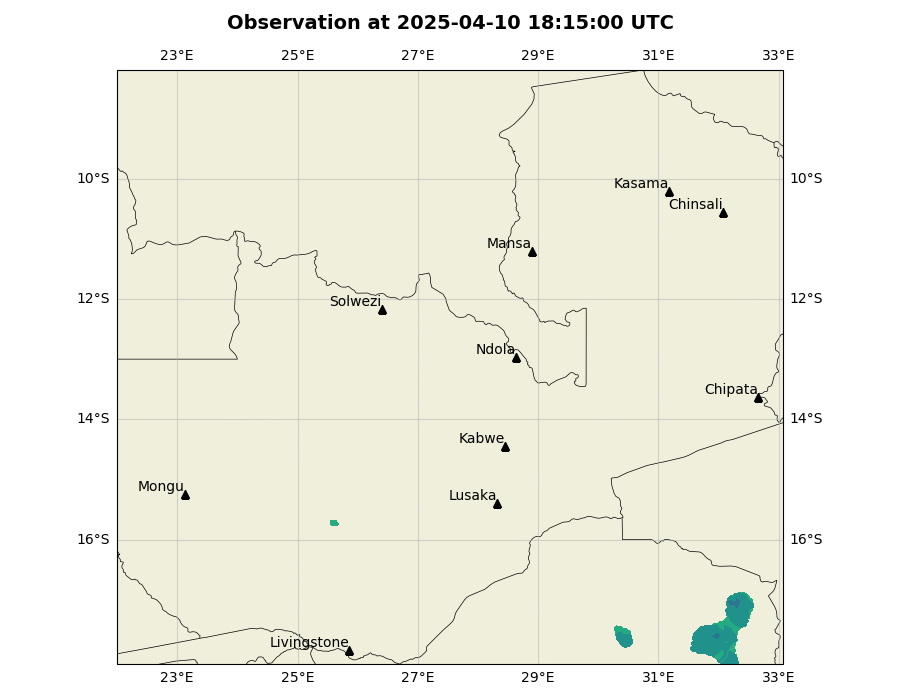 Observation at 2025-04-10 18:15:00 UTC
23°E 25°E 27°E 29°E 31°E 33°E
10°S 10°S
Kasama
Chinsali
Mansa
12°S 12°S
Solwezi
Ndola
Chipata
14°S 14°S
Kabwe
Mongu
Lusaka
16°S 16°S
Livingstone
23°E 25°E 27°E 29°E 31°E 33°E